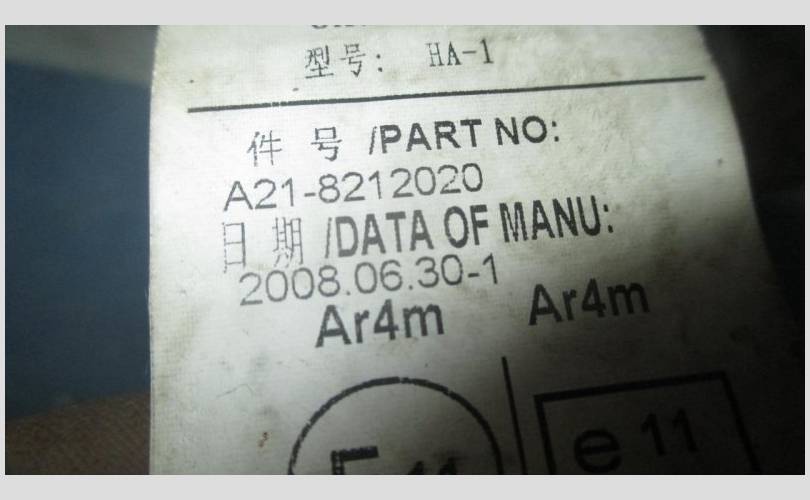 型号: HA-1
件 号 /PART NO:
A21-8212020
日 期 /DATA OF MANU:
2008.06.30-1
Ar4m Ar4m
e 11